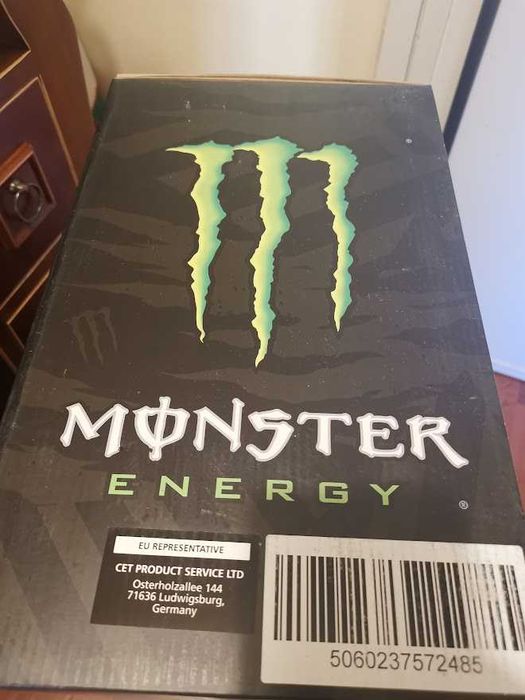 MONSTER
ENERGY
®
EU REPRESENTATIVE
CET PRODUCT SERVICE LTD
Osterholzallee 144
71636 Ludwigsburg,
Germany
5060237572485